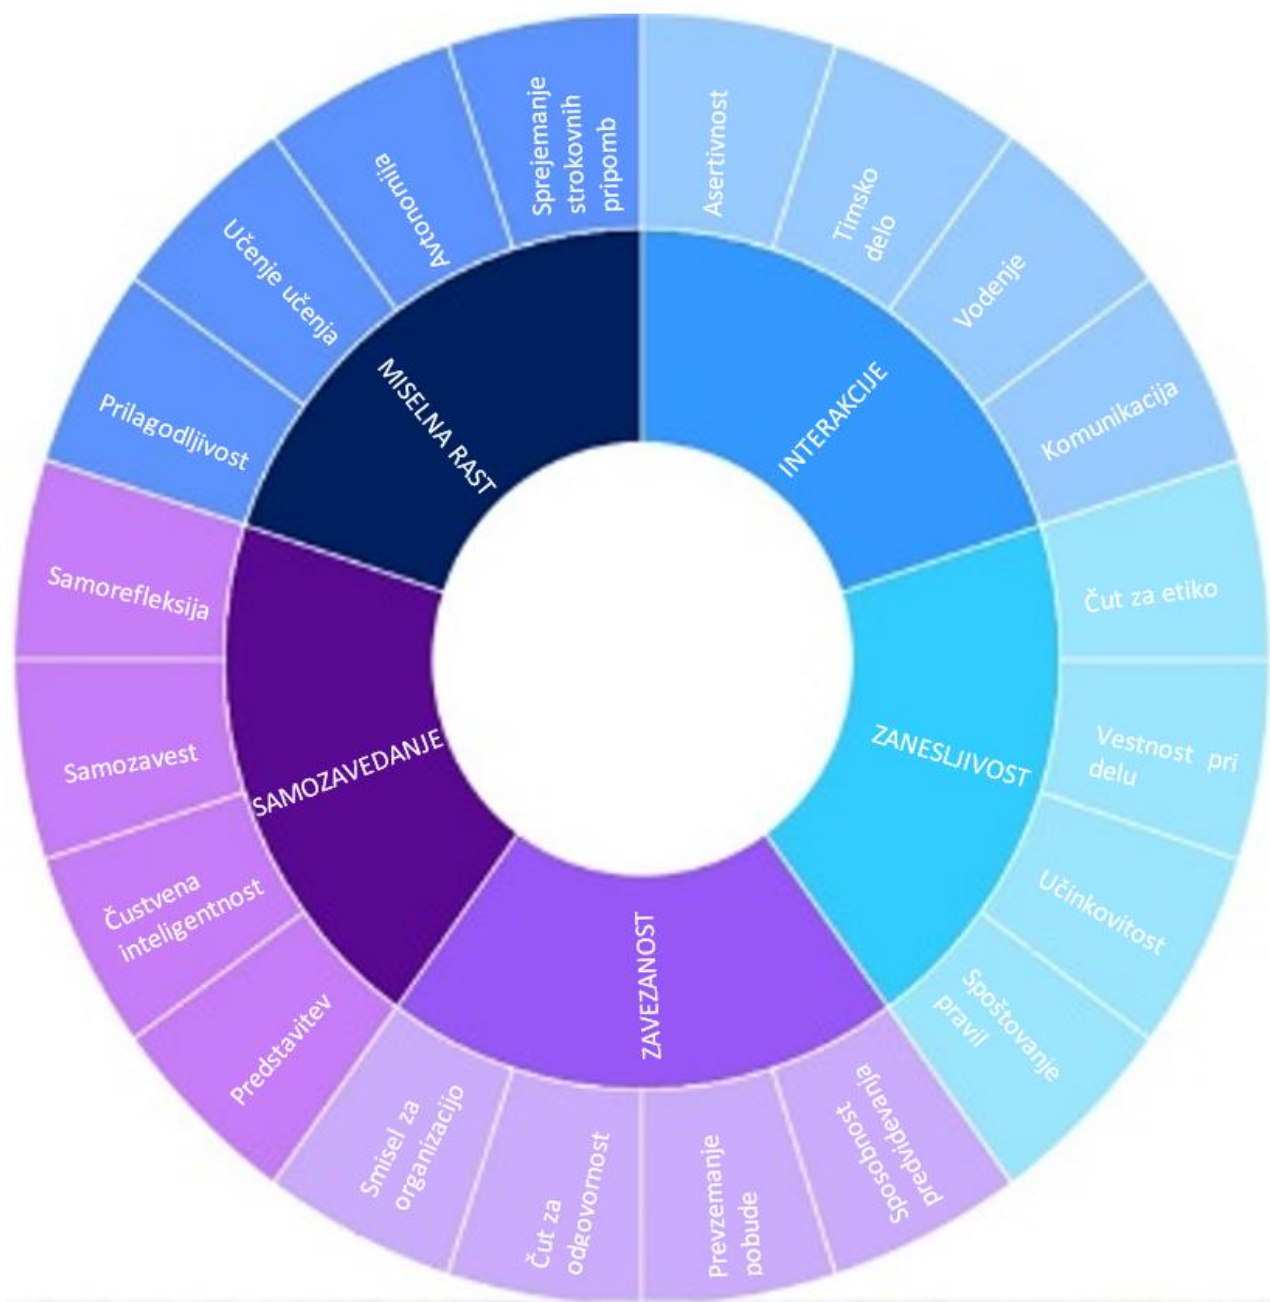 Asertivnost
Timsko
delo
Vodenje
Komunikacija
Čut za etiko
Vestnost pri
delu
Učinkovitost
Spoštovanje
pravil
Sposobnost
predvidevanja
Prevzemanje
pobude
Čut za
odgovornost
Smisel za
organizacijo
Predstavitev
Čustvena
inteligentnost
Samozavest
Samorefleksija
Prilagodljivost
Učenje učenja
Avtonomija
Sprejemanje
strokovnih
pripomb
INTERAKCIJE
ZANESLJIVOST
ZAVEZANOST
SAMOZAVEDANJE
MISELNA RAST